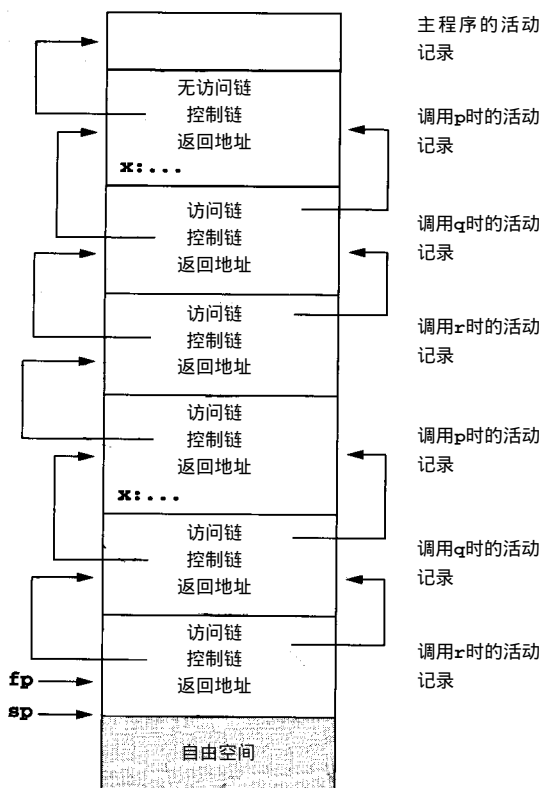 主程序的活动
记录
无访问链
控制链
返回地址
x:...
调用p时的活动
记录
访问链
控制链
返回地址
调用q时的活动
记录
访问链
控制链
返回地址
调用r时的活动
记录
访问链
控制链
返回地址
x:...
调用p时的活动
记录
访问链
控制链
返回地址
调用q时的活动
记录
访问链
控制链
返回地址
调用r时的活动
记录
fp
sp
自由空间